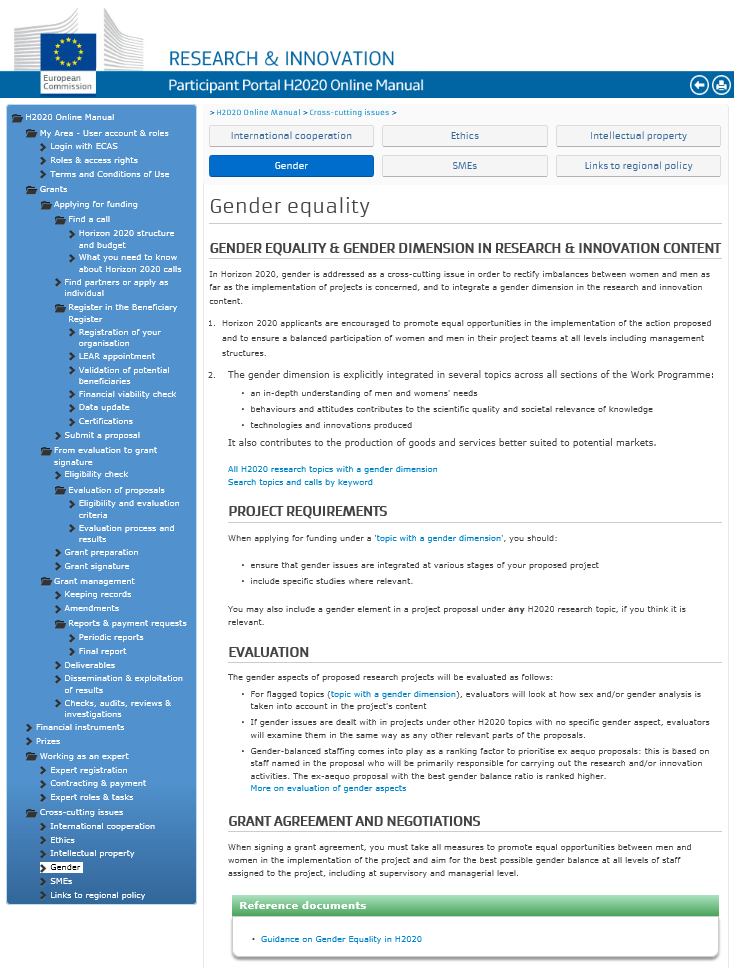 RESEARCH & INNOVATION
European
Commission
Participant Portal H2020 Online Manual
H2020 Online Manual
My Area - User account & roles
Login with ECAS
Roles & access rights
Terms and Conditions of Use
Grants
Applying for funding
Find a call
Horizon 2020 structure
and budget
What you need to know
about Horizon 2020 calls
Find partners or apply as
individual
Register in the Beneficiary
Register
Registration of your
organisation
LEAR appointment
Validation of potential
beneficiaries
Financial viability check
Data update
Certifications
Submit a proposal
From evaluation to grant
signature
Eligibility check
Evaluation of proposals
Eligibility and evaluation
criteria
Evaluation process and
results
Grant preparation
Grant signature
Grant management
Keeping records
Amendments
Reports & payment requests
Periodic reports
Final report
Deliverables
Dissemination & exploitation
of results
Checks, audits, reviews &
investigations
Financial instruments
Prizes
Working as an expert
Expert registration
Contracting & payment
Expert roles & tasks
Cross-cutting issues
International cooperation
Ethics
Intellectual property
Gender
SMEs
Links to regional policy
> H2020 Online Manual > Cross-cutting issues >
International cooperation
Ethics
Intellectual property
Gender
SMEs
Links to regional policy
Gender equality
GENDER EQUALITY & GENDER DIMENSION IN RESEARCH & INNOVATION CONTENT
In Horizon 2020, gender is addressed as a cross-cutting issue in order to rectify imbalances between women and men as
far as the implementation of projects is concerned, and to integrate a gender dimension in the research and innovation
content.
1. Horizon 2020 applicants are encouraged to promote equal opportunities in the implementation of the action proposed
and to ensure a balanced participation of women and men in their project teams at all levels including management
structures.
2. The gender dimension is explicitly integrated in several topics across all sections of the Work Programme:
• an in-depth understanding of men and womens' needs
• behaviours and attitudes contributes to the scientific quality and societal relevance of knowledge
• technologies and innovations produced
It also contributes to the production of goods and services better suited to potential markets.
All H2020 research topics with a gender dimension
Search topics and calls by keyword
PROJECT REQUIREMENTS
When applying for funding under a 'topic with a gender dimension', you should:
• ensure that gender issues are integrated at various stages of your proposed project
• include specific studies where relevant.
You may also include a gender element in a project proposal under any H2020 research topic, if you think it is
relevant.
EVALUATION
The gender aspects of proposed research projects will be evaluated as follows:
• For flagged topics (topic with a gender dimension), evaluators will look at how sex and/or gender analysis is
taken into account in the project's content
• If gender issues are dealt with in projects under other H2020 topics with no specific gender aspect, evaluators
will examine them in the same way as any other relevant parts of the proposals.
• Gender-balanced staffing comes into play as a ranking factor to prioritise ex aequo proposals: this is based on
staff named in the proposal who will be primarily responsible for carrying out the research and/or innovation
activities. The ex-aequo proposal with the best gender balance ratio is ranked higher.
More on evaluation of gender aspects
GRANT AGREEMENT AND NEGOTIATIONS
When signing a grant agreement, you must take all measures to promote equal opportunities between men and
women in the implementation of the project and aim for the best possible gender balance at all levels of staff
assigned to the project, including at supervisory and managerial level.
Reference documents
• Guidance on Gender Equality in H2020